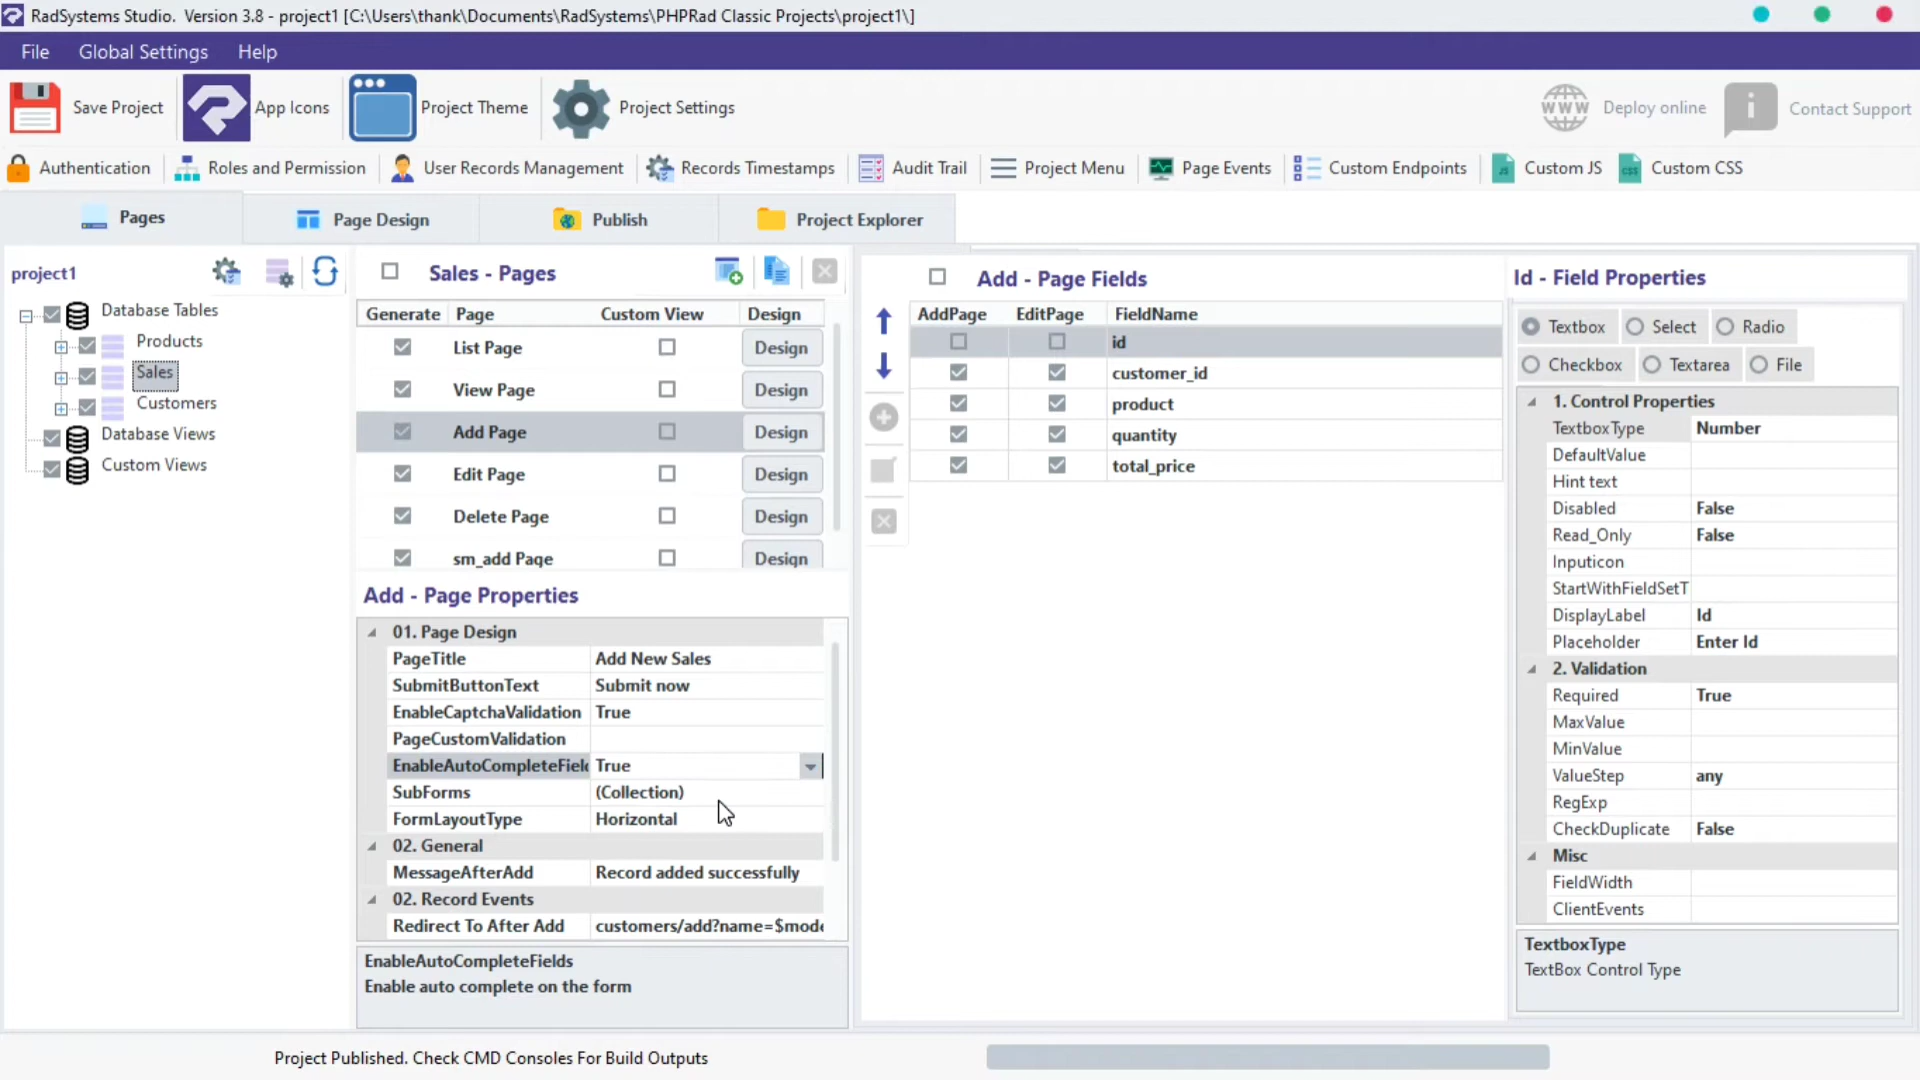 RadSystems Studio.  Version 3.8 - project1 [C:\Users\thank\Documents\RadSystems\PHPRad Classic Projects\project1\]
File Global Settings Help
Save Project App Icons Project Theme Project Settings WWW Deploy online Contact Support
Authentication Roles and Permission User Records Management Records Timestamps Audit Trail Project Menu Page Events Custom Endpoints Custom JS Custom CSS
Pages Page Design Publish Project Explorer
project1
Database Tables
Products
Sales
Customers
Database Views
Custom Views
Sales - Pages
Generate Page Custom View Design
List Page Design
View Page Design
Add Page Design
Edit Page Design
Delete Page Design
sm_add Page Design
Add - Page Properties
01. Page Design
PageTitle Add New Sales
SubmitButtonText Submit now
EnableCaptchaValidation True
PageCustomValidation
EnableAutoCompleteField True
SubForms (Collection)
FormLayoutType Horizontal
02. General
MessageAfterAdd Record added successfully
02. Record Events
Redirect To After Add customers/add?name=$mode
EnableAutoCompleteFields
Enable auto complete on the form
Add - Page Fields
AddPage EditPage FieldName
id
customer_id
product
quantity
total_price
Id - Field Properties
Textbox Select Radio
Checkbox Textarea File
1. Control Properties
TextboxType Number
DefaultValue
Hint text
Disabled False
Read_Only False
Inputicon
StartWithFieldSetT
DisplayLabel Id
Placeholder Enter Id
2. Validation
Required True
MaxValue
MinValue
ValueStep any
RegExp
CheckDuplicate False
Misc
FieldWidth
ClientEvents
TextboxType
TextBox Control Type
Project Published. Check CMD Consoles For Build Outputs